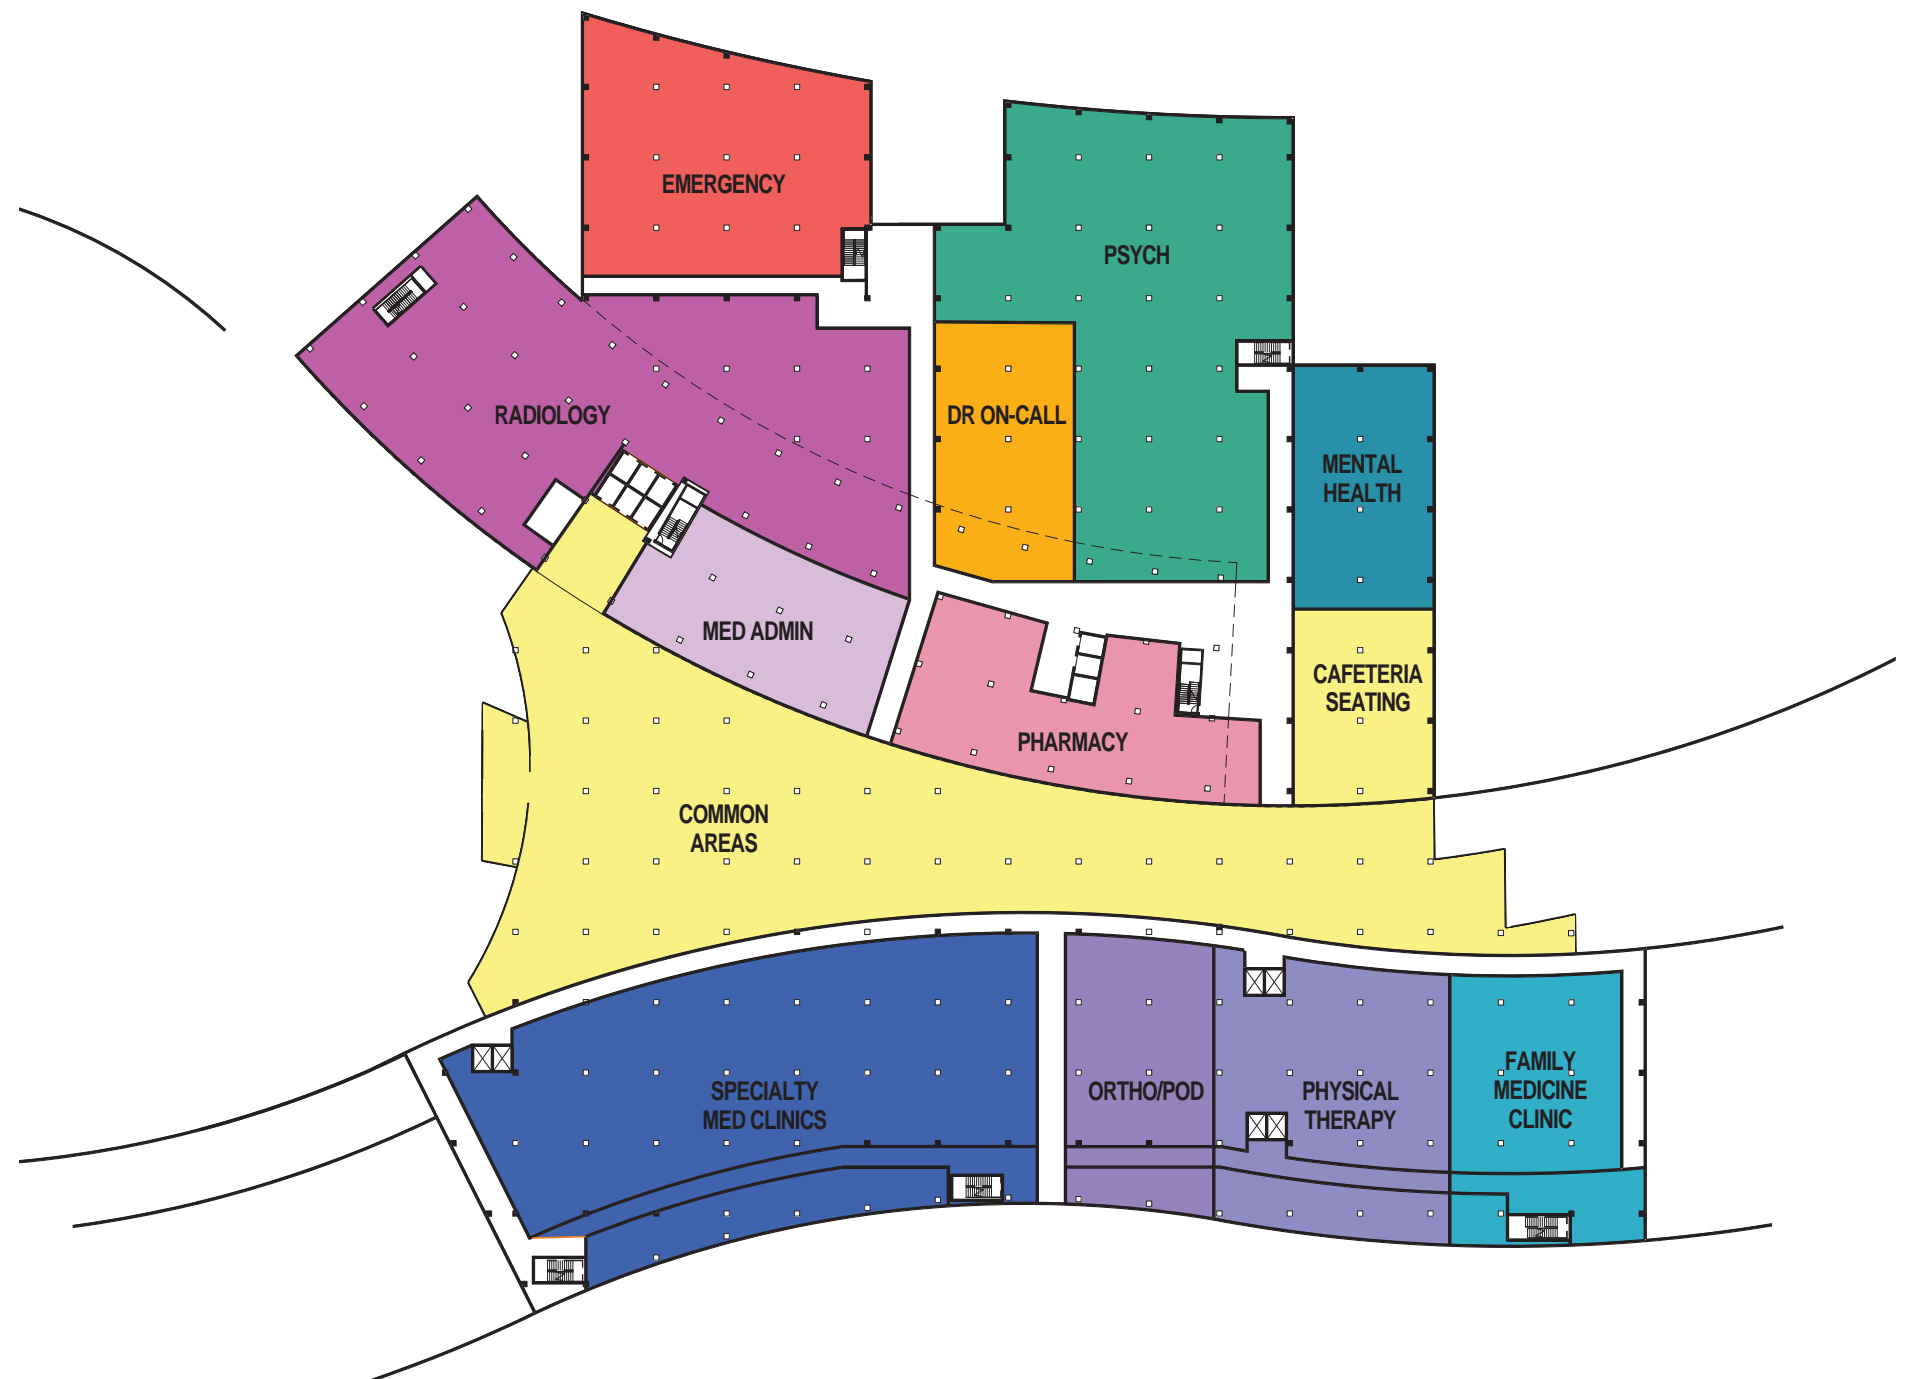 EMERGENCY
PSYCH
RADIOLOGY
DR ON-CALL
MENTAL
HEALTH
MED ADMIN
CAFETERIA
SEATING
PHARMACY
COMMON
AREAS
SPECIALTY
MED CLINICS
ORTHO/POD
PHYSICAL
THERAPY
FAMILY
MEDICINE
CLINIC